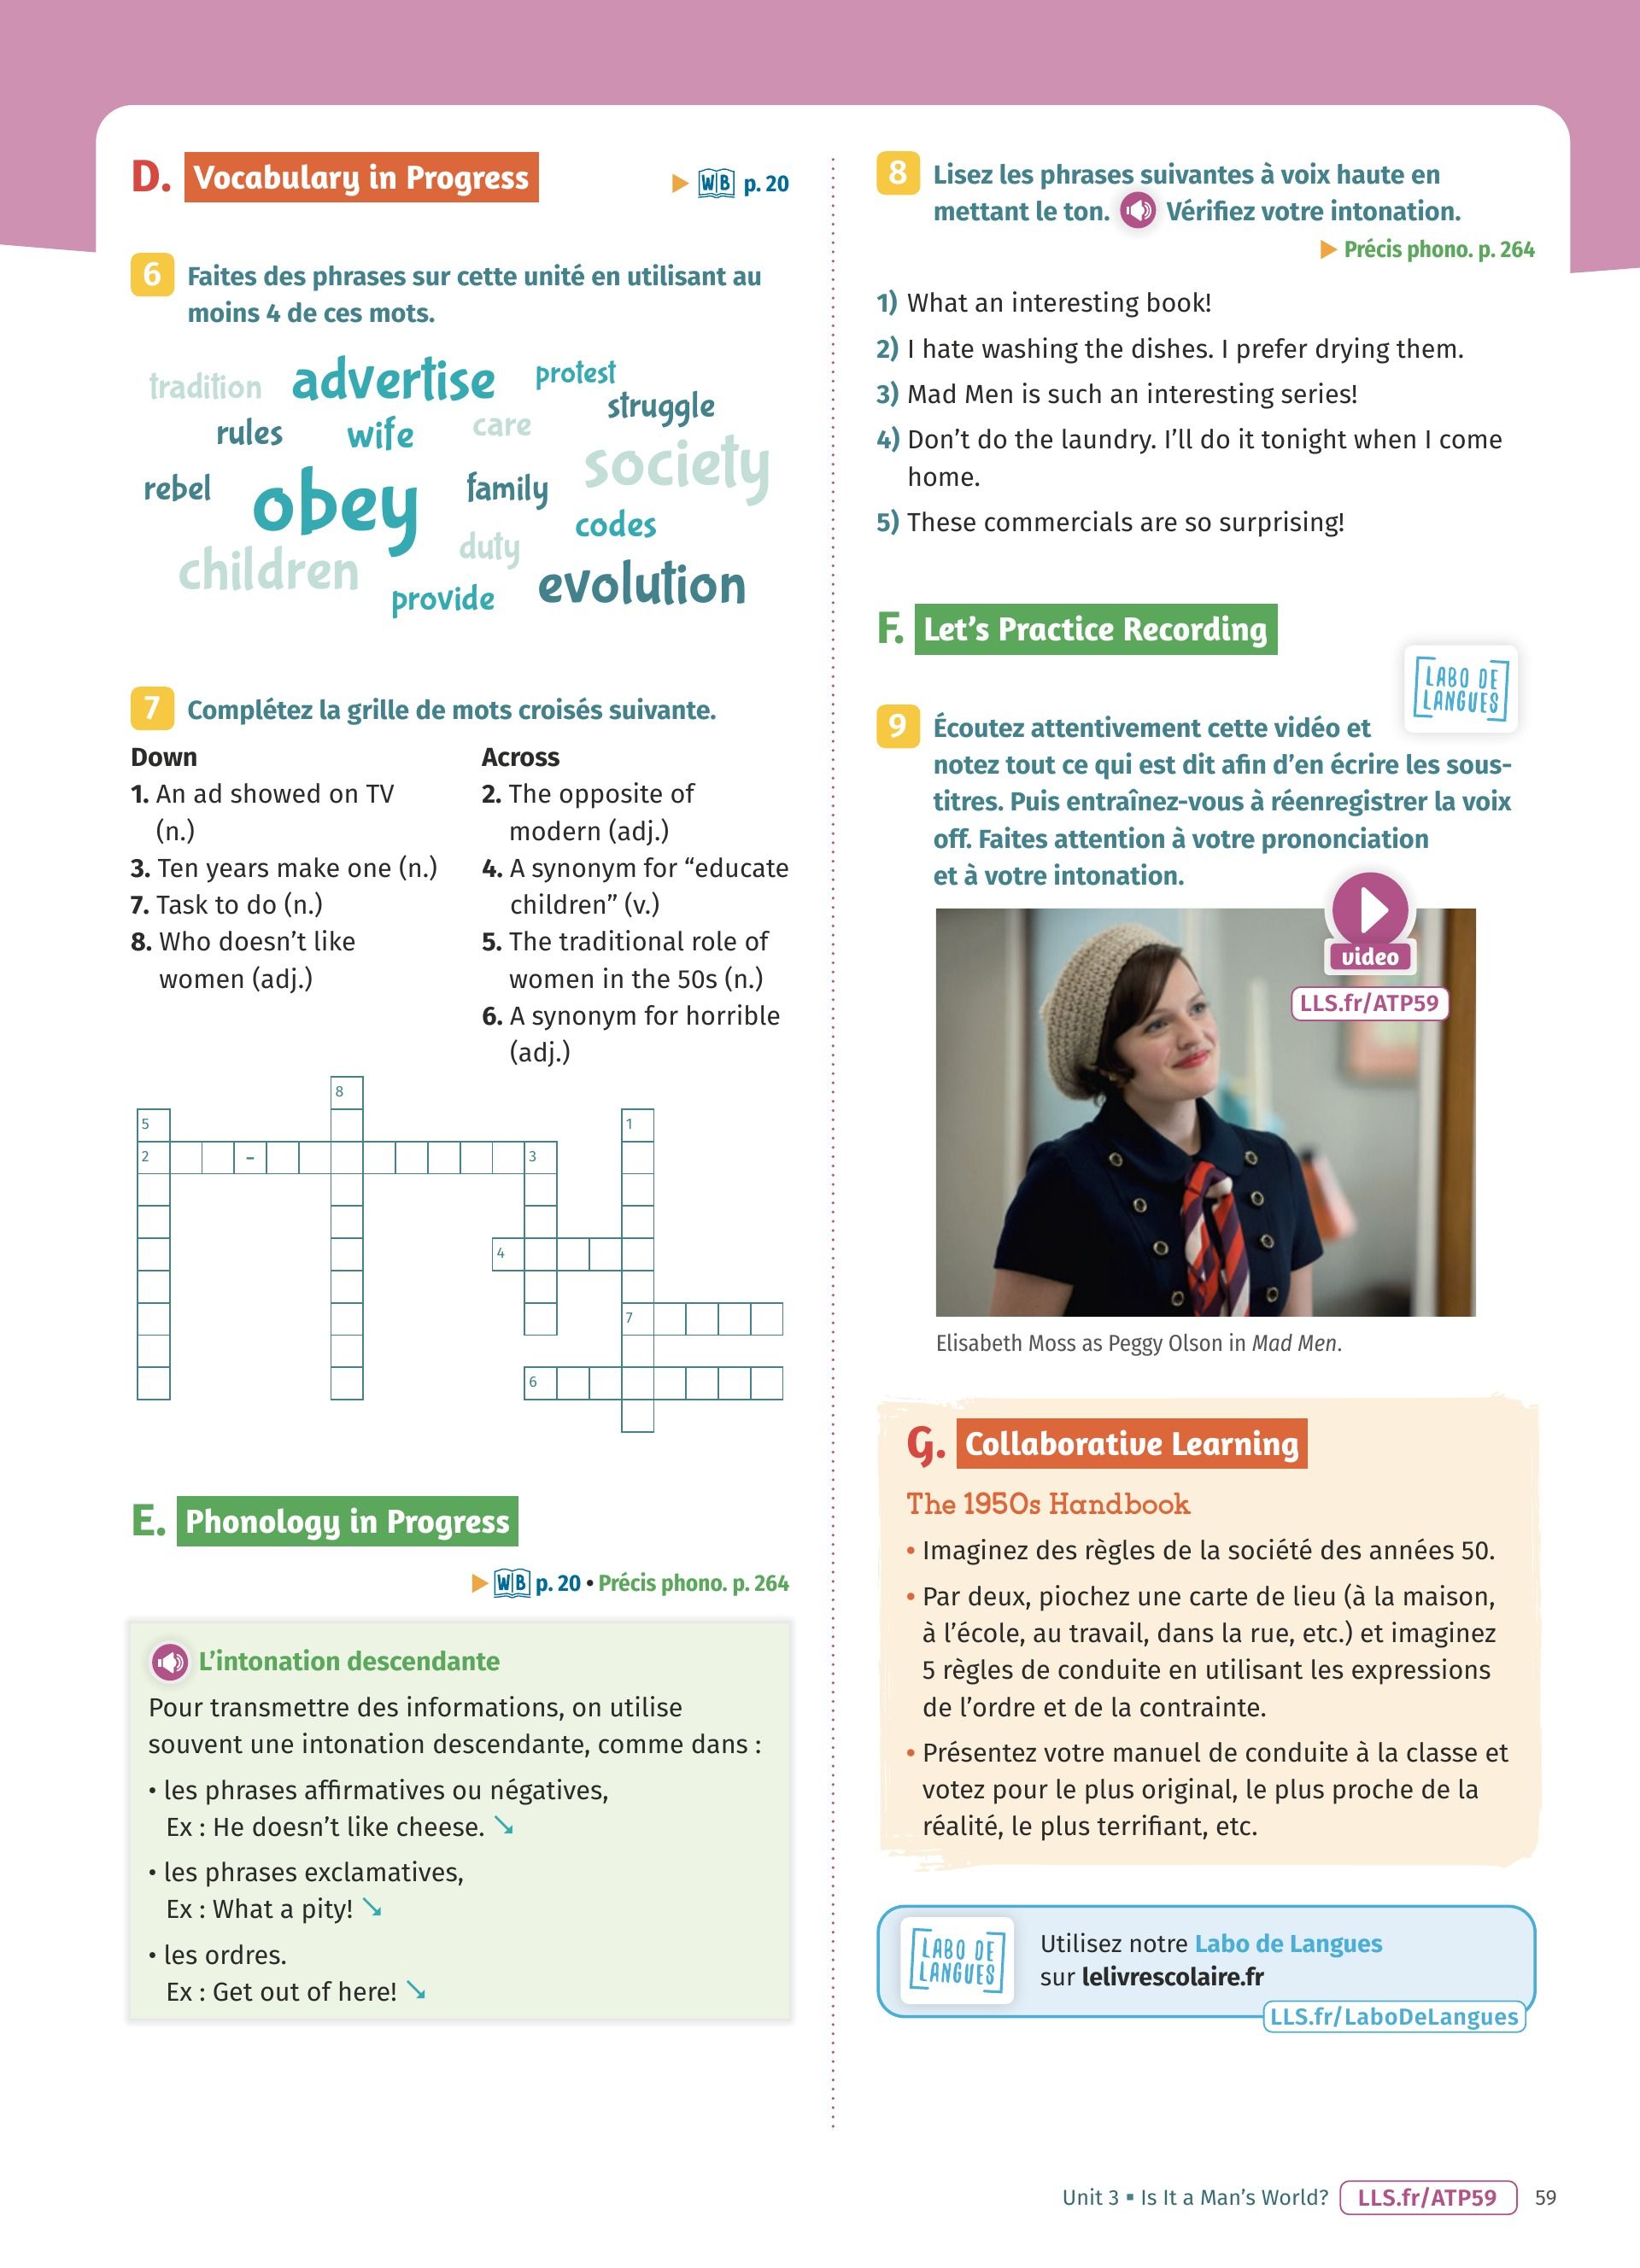 D. Vocabulary in Progress
WB p. 20
6 Faites des phrases sur cette unité en utilisant au
moins 4 de ces mots.
tradition advertise protest
struggle
rules wife care
society
rebel obey family
codes
children duty
provide evolution
7 Complétez la grille de mots croisés suivante.
Down
1. An ad showed on TV
(n.)
3. Ten years make one (n.)
7. Task to do (n.)
8. Who doesn’t like
women (adj.)
Across
2. The opposite of
modern (adj.)
4. A synonym for “educate
children” (v.)
5. The traditional role of
women in the 50s (n.)
6. A synonym for horrible
(adj.)
8
5 1
2 - 3
4
7
6
E. Phonology in Progress
WB p. 20 • Précis phono. p. 264
L’intonation descendante
Pour transmettre des informations, on utilise
souvent une intonation descendante, comme dans :
• les phrases affirmatives ou négatives,
Ex : He doesn’t like cheese. ↘
• les phrases exclamatives,
Ex : What a pity! ↘
• les ordres.
Ex : Get out of here! ↘
8 Lisez les phrases suivantes à voix haute en
mettant le ton. Vérifiez votre intonation.
Précis phono. p. 264
1) What an interesting book!
2) I hate washing the dishes. I prefer drying them.
3) Mad Men is such an interesting series!
4) Don’t do the laundry. I’ll do it tonight when I come
home.
5) These commercials are so surprising!
F. Let’s Practice Recording
LABO DE
LANGUES
9 Écoutez attentivement cette vidéo et
notez tout ce qui est dit afin d’en écrire les sous-
titres. Puis entraînez-vous à réenregistrer la voix
off. Faites attention à votre prononciation
et à votre intonation.
video
LLS.fr/ATP59
Elisabeth Moss as Peggy Olson in Mad Men.
G. Collaborative Learning
The 1950s Handbook
• Imaginez des règles de la société des années 50.
• Par deux, piochez une carte de lieu (à la maison,
à l’école, au travail, dans la rue, etc.) et imaginez
5 règles de conduite en utilisant les expressions
de l’ordre et de la contrainte.
• Présentez votre manuel de conduite à la classe et
votez pour le plus original, le plus proche de la
réalité, le plus terrifiant, etc.
LABO DE
LANGUES
Utilisez notre Labo de Langues
sur lelivrescolaire.fr
LLS.fr/LaboDeLangues
Unit 3 ▪ Is It a Man’s World? LLS.fr/ATP59 59